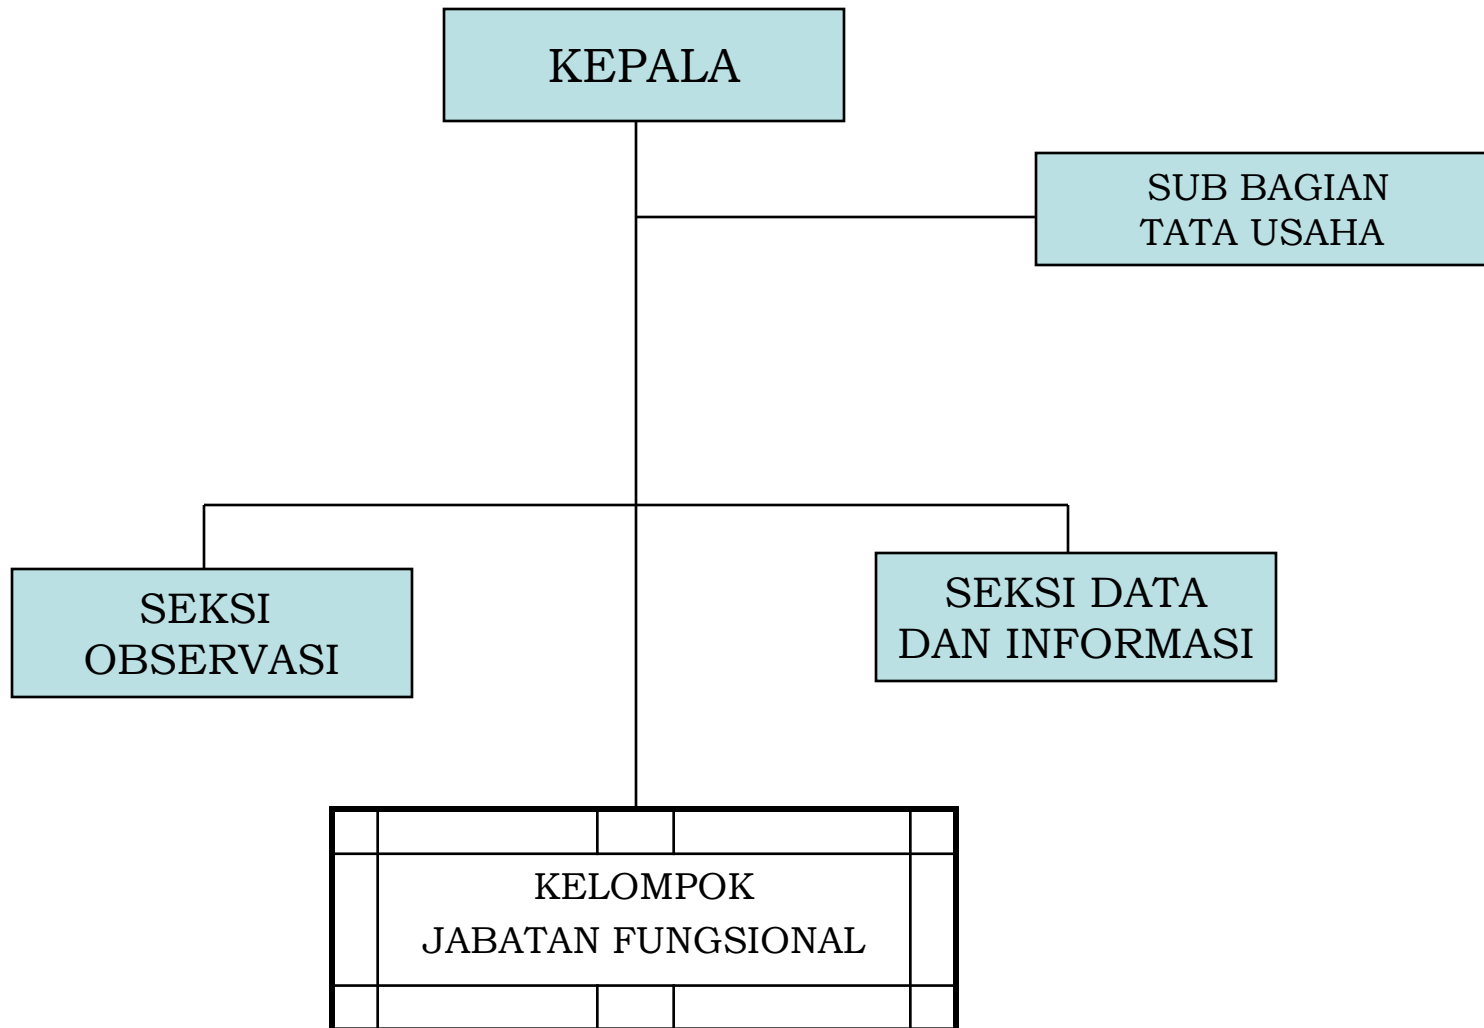 KEPALA
SUB BAGIAN
TATA USAHA
SEKSI
OBSERVASI
SEKSI DATA
DAN INFORMASI
KELOMPOK
JABATAN FUNGSIONAL